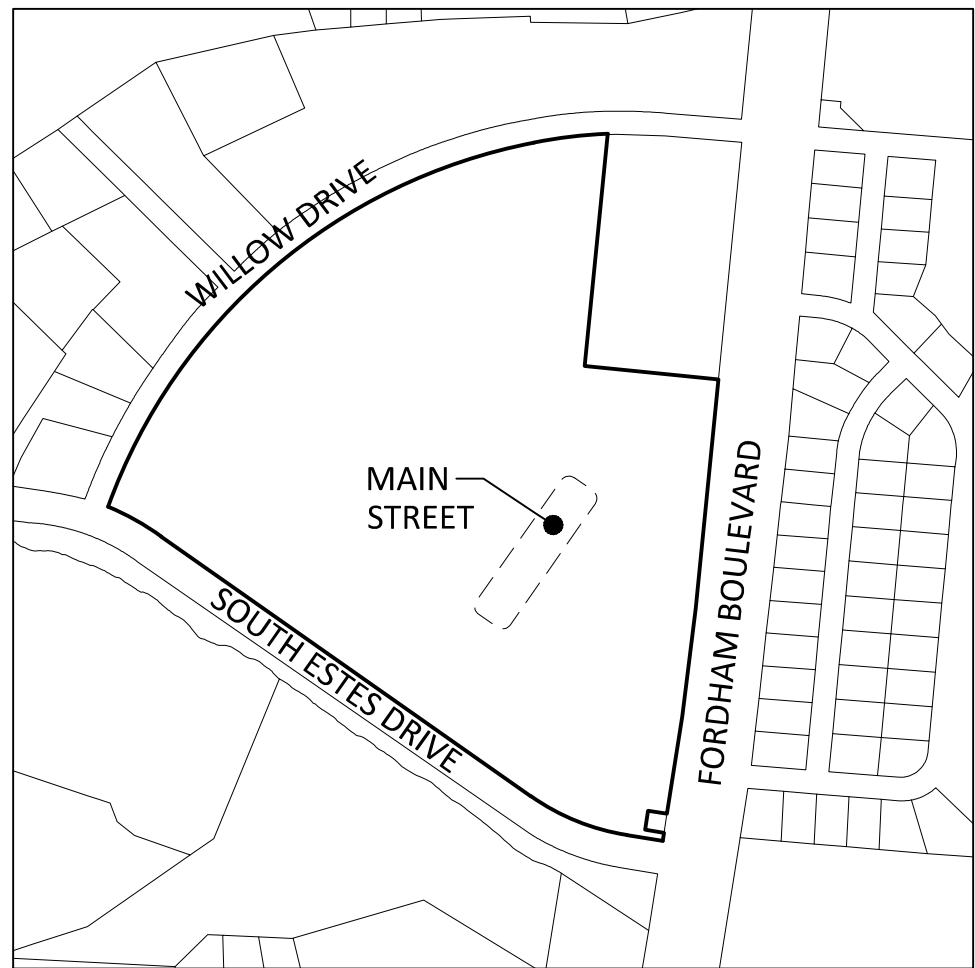 WILLOW DRIVE
MAIN
STREET
FORDHAM BOULEVARD
SOUTH ESTES DRIVE